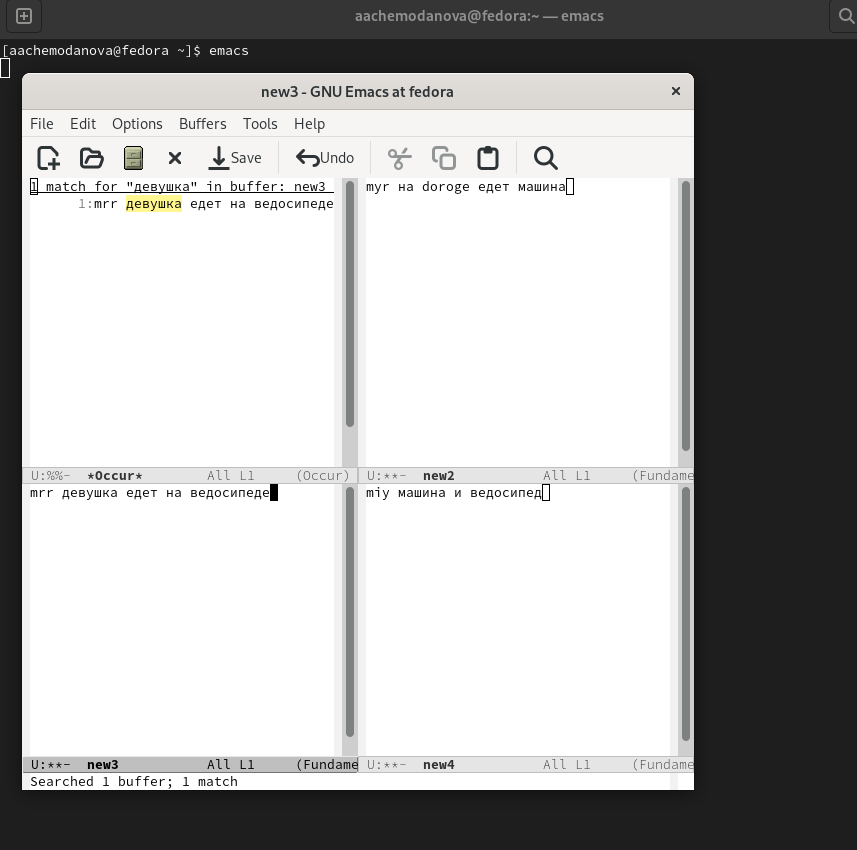 aachemodanova@fedora:~ — emacs
[aachemodanova@fedora ~]$ emacs
new3 - GNU Emacs at fedora
File Edit Options Buffers Tools Help
Save Undo
1 match for "девушка" in buffer: new3
1:mrr девушка едет на ведосипеде
myr на doroge едет машина
U:%%- *Occur* All L1 (Occur)
U:**- new2 All L1 (Fundame
mrr девушка едет на ведосипеде
miy машина и ведосипед
U:**- new3 All L1 (Fundame
U:**- new4 All L1 (Fundame
Searched 1 buffer; 1 match